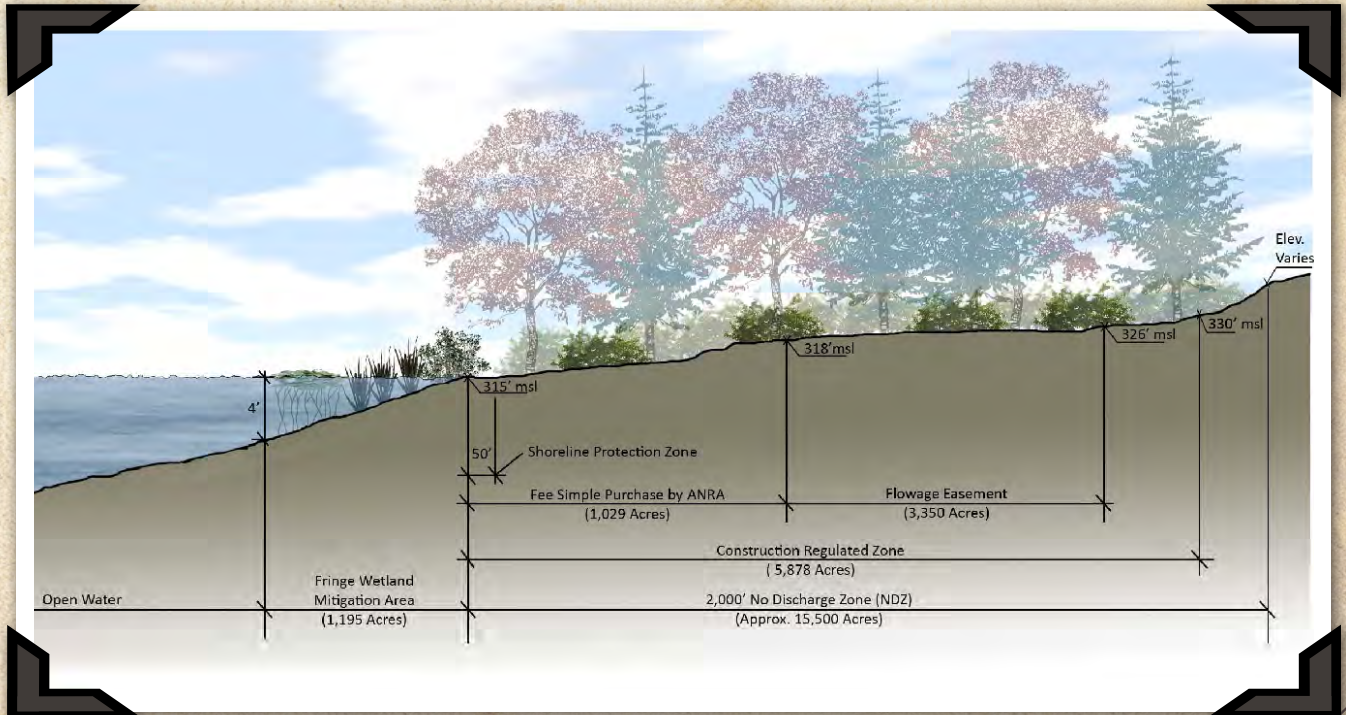 Elev.
Varies
330' msl
326' msl
318'msl
315' msl
4'
50'
Shoreline Protection Zone
Fee Simple Purchase by ANRA
(1,029 Acres)
Flowage Easement
(3,350 Acres)
Construction Regulated Zone
( 5,878 Acres)
Open Water
Fringe Wetland
Mitigation Area
(1,195 Acres)
2,000' No Discharge Zone (NDZ)
(Approx. 15,500 Acres)